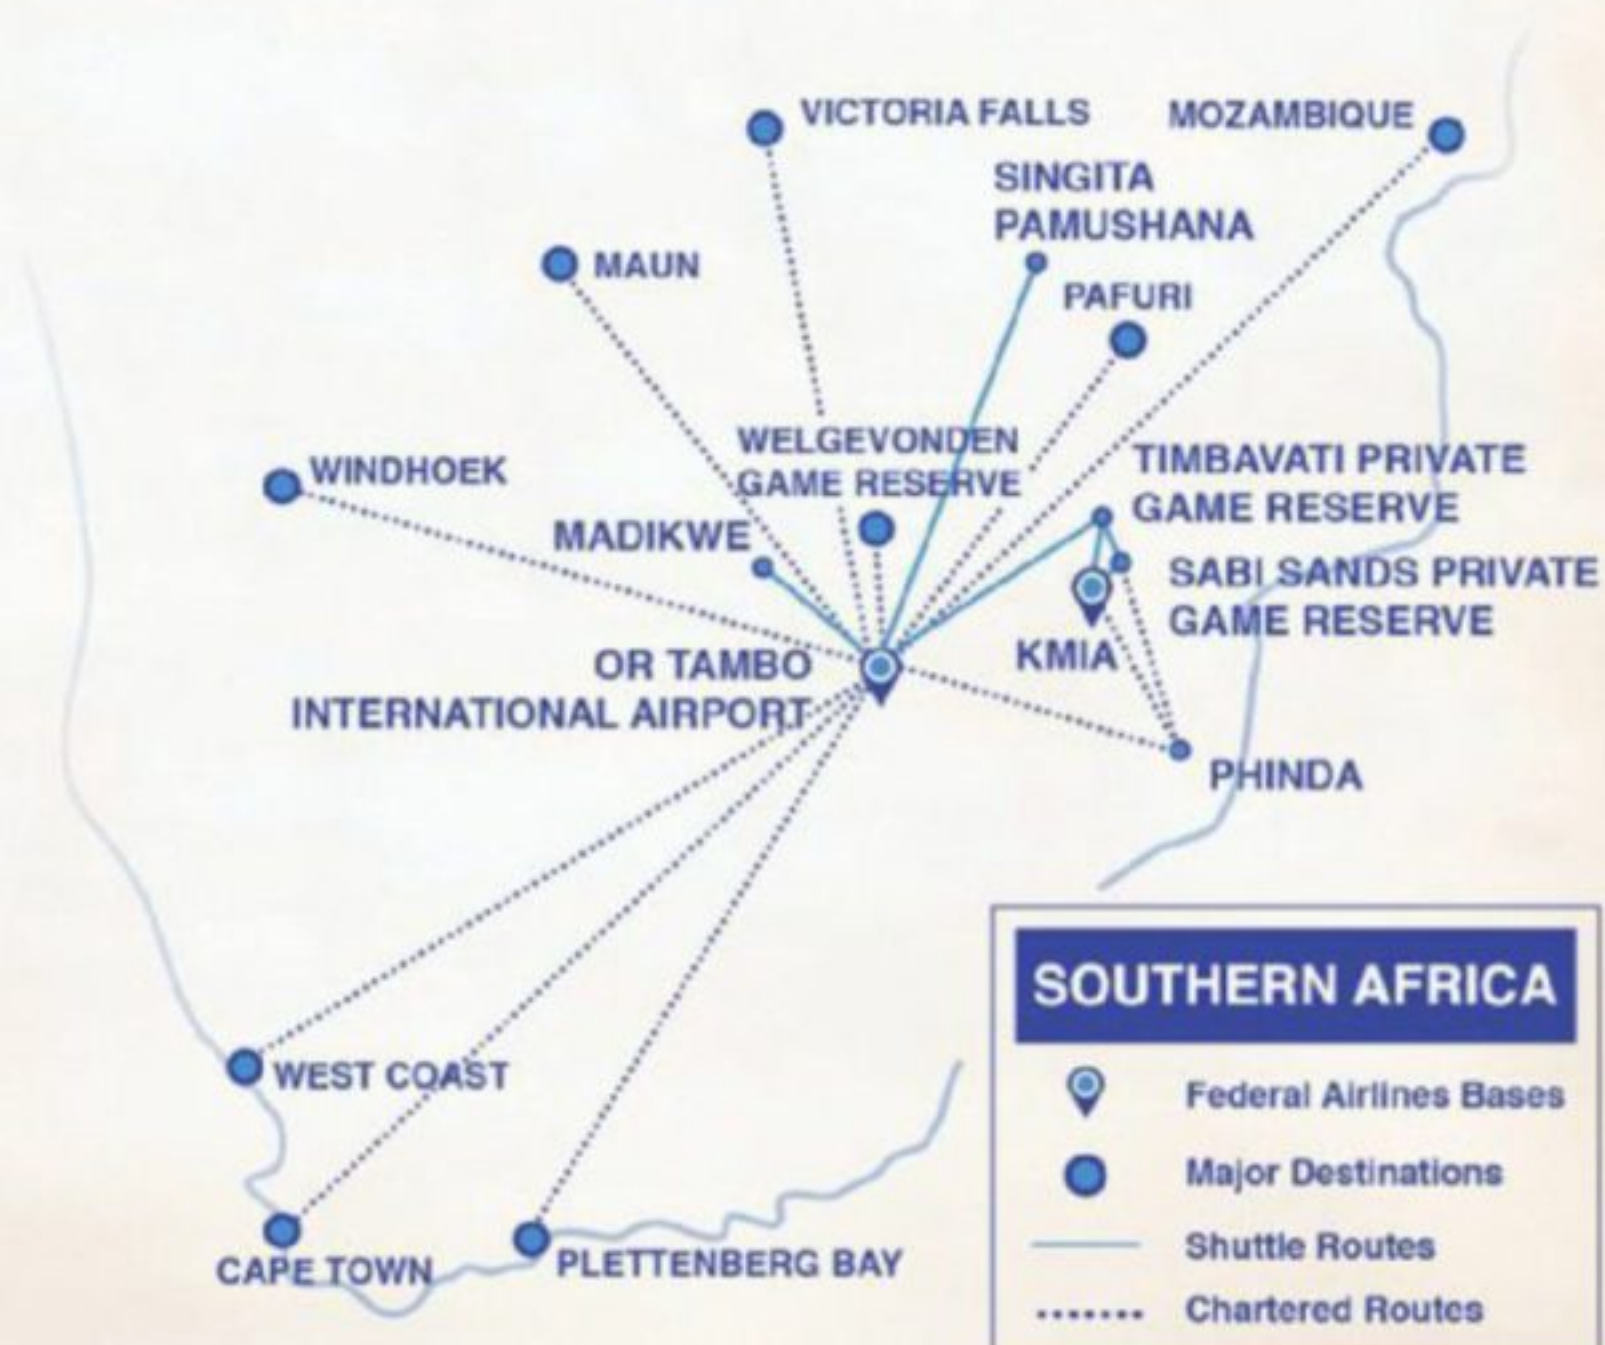 VICTORIA FALLS
MOZAMBIQUE
SINGITA
PAMUSHANA
MAUN
PAFURI
WELGEVONDEN
GAME RESERVE
TIMBAVATI PRIVATE
GAME RESERVE
WINDHOEK
MADIKWE
SABI SANDS PRIVATE
GAME RESERVE
KMIA
OR TAMBO
INTERNATIONAL AIRPORT
PHINDA
WEST COAST
CAPE TOWN
PLETTENBERG BAY
SOUTHERN AFRICA
Federal Airlines Bases
Major Destinations
Shuttle Routes
Chartered Routes